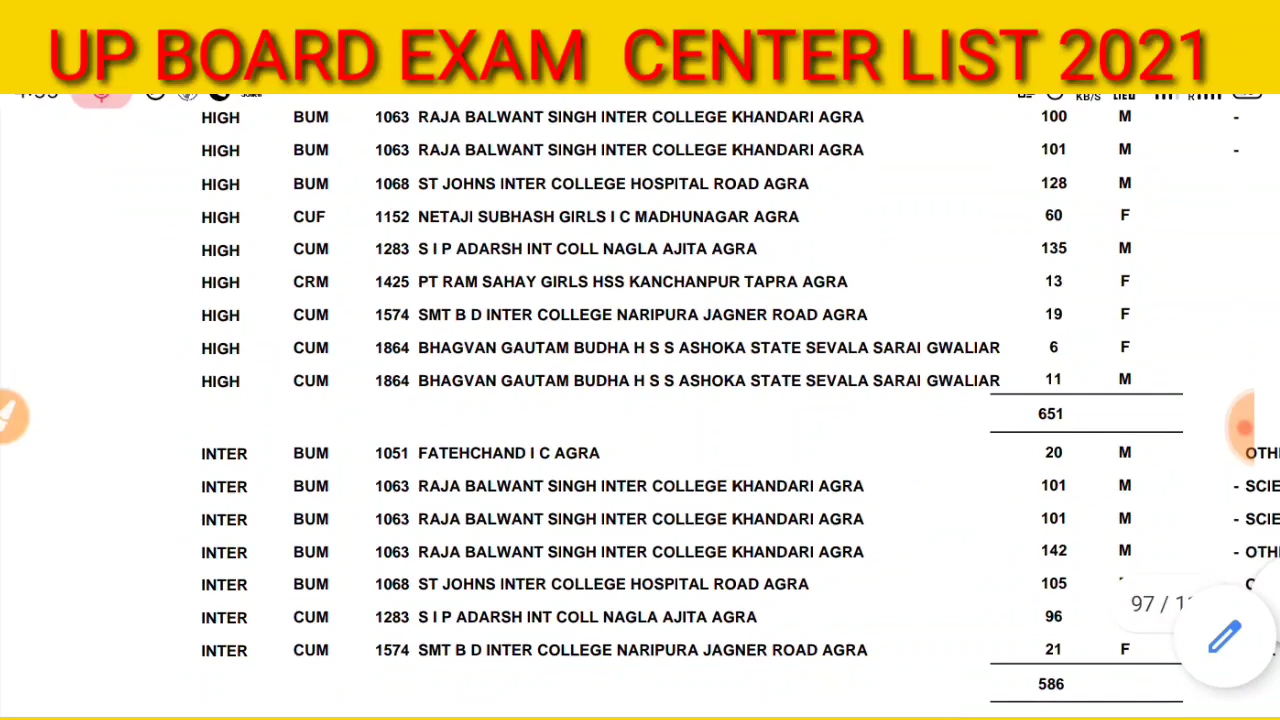 UP BOARD EXAM CENTER LIST 2021
KB/S
HIGH BUM 1063 RAJA BALWANT SINGH INTER COLLEGE KHANDARI AGRA 100 M -
HIGH BUM 1063 RAJA BALWANT SINGH INTER COLLEGE KHANDARI AGRA 101 M -
HIGH BUM 1068 ST JOHNS INTER COLLEGE HOSPITAL ROAD AGRA 128 M
HIGH CUF 1152 NETAJI SUBHASH GIRLS I C MADHUNAGAR AGRA 60 F
HIGH CUM 1283 S I P ADARSH INT COLL NAGLA AJITA AGRA 135 M
HIGH CRM 1425 PT RAM SAHAY GIRLS HSS KANCHANPUR TAPRA AGRA 13 F
HIGH CUM 1574 SMT B D INTER COLLEGE NARIPURA JAGNER ROAD AGRA 19 F
HIGH CUM 1864 BHAGVAN GAUTAM BUDHA H S S ASHOKA STATE SEVALA SARAI GWALIAR 6 F
HIGH CUM 1864 BHAGVAN GAUTAM BUDHA H S S ASHOKA STATE SEVALA SARAI GWALIAR 11 M
651
INTER BUM 1051 FATEHCHAND I C AGRA 20 M OTH
INTER BUM 1063 RAJA BALWANT SINGH INTER COLLEGE KHANDARI AGRA 101 M - SCIE
INTER BUM 1063 RAJA BALWANT SINGH INTER COLLEGE KHANDARI AGRA 101 M - SCIE
INTER BUM 1063 RAJA BALWANT SINGH INTER COLLEGE KHANDARI AGRA 142 M - OTH
INTER BUM 1068 ST JOHNS INTER COLLEGE HOSPITAL ROAD AGRA 105
97 / 1
INTER CUM 1283 S I P ADARSH INT COLL NAGLA AJITA AGRA 96
INTER CUM 1574 SMT B D INTER COLLEGE NARIPURA JAGNER ROAD AGRA 21 F
586